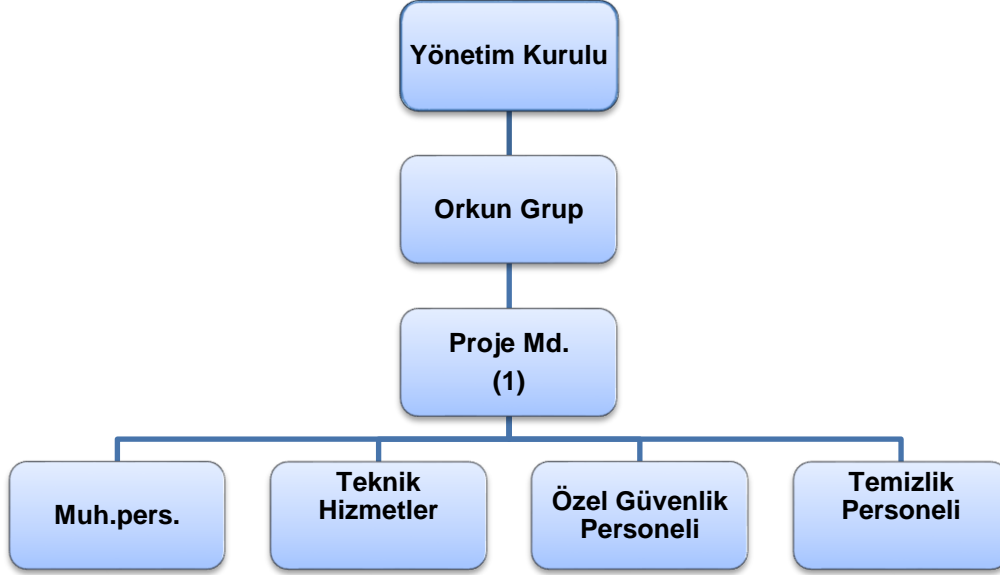 Yönetim Kurulu
Orkun Grup
Proje Md.
(1)
Muh.pers.
Teknik
Hizmetler
Özel Güvenlik
Personeli
Temizlik
Personeli